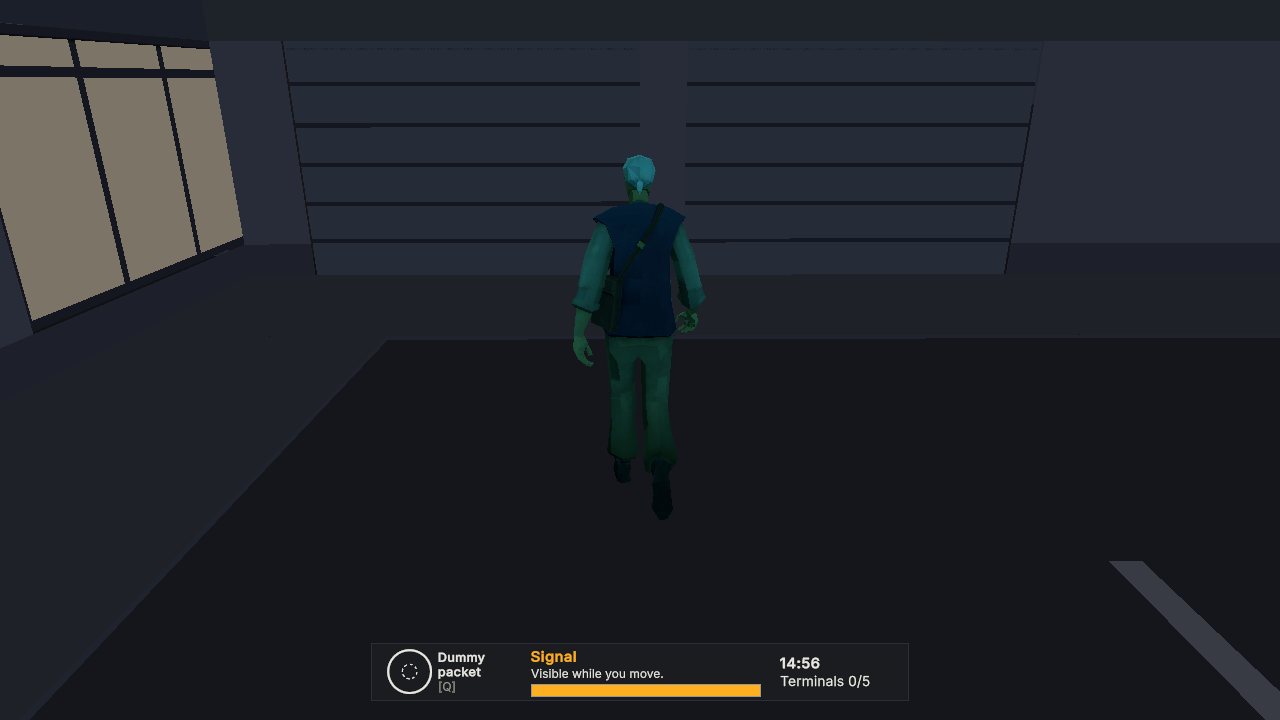 Dummy
packet
[Q]
Signal
Visible while you move.
14:56
Terminals 0/5